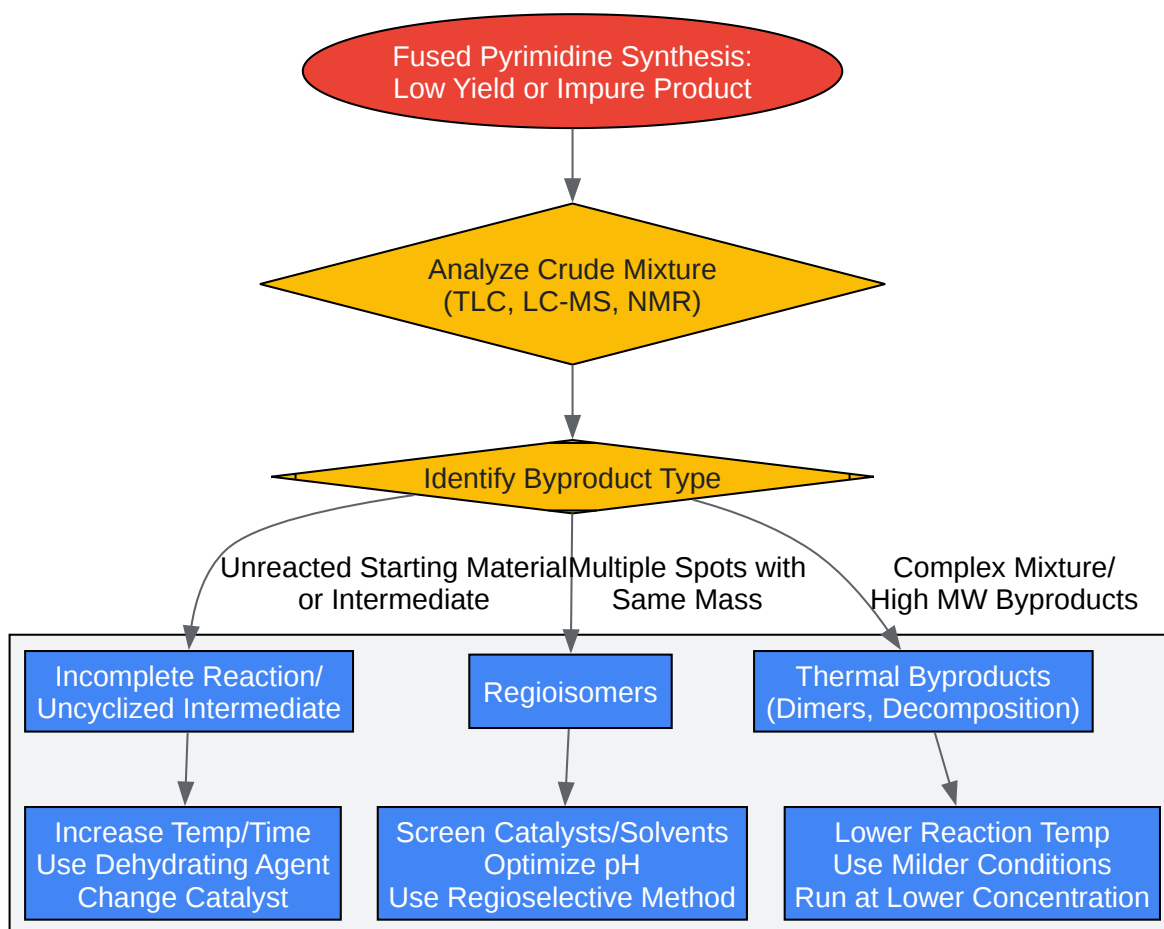 Fused Pyrimidine Synthesis:
Low Yield or Impure Product
Analyze Crude Mixture
(TLC, LC-MS, NMR)
Identify Byproduct Type
Unreacted Starting Material
or Intermediate
Multiple Spots with
Same Mass
Complex Mixture/
High MW Byproducts
Incomplete Reaction/
Uncyclized Intermediate
Regioisomers
Thermal Byproducts
(Dimers, Decomposition)
Increase Temp/Time
Use Dehydrating Agent
Change Catalyst
Screen Catalysts/Solvents
Optimize pH
Use Regioselective Method
Lower Reaction Temp
Use Milder Conditions
Run at Lower Concentration